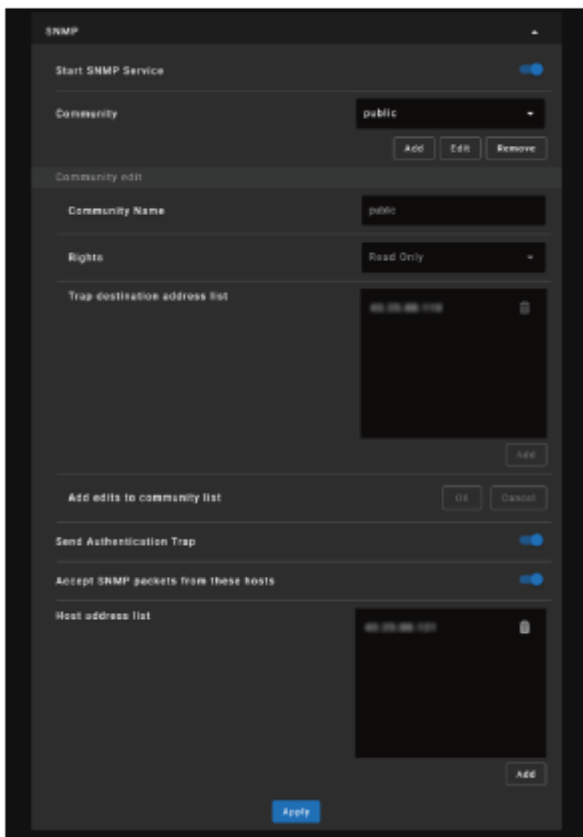 SNMP
Start SNMP Service
Community public
Add Edit Remove
Community edit
Community Name public
Rights Read Only
Trap destination address list
Add
Add edits to community list OK Cancel
Send Authentication Trap
Accept SNMP packets from these hosts
Host address list
Add
Apply